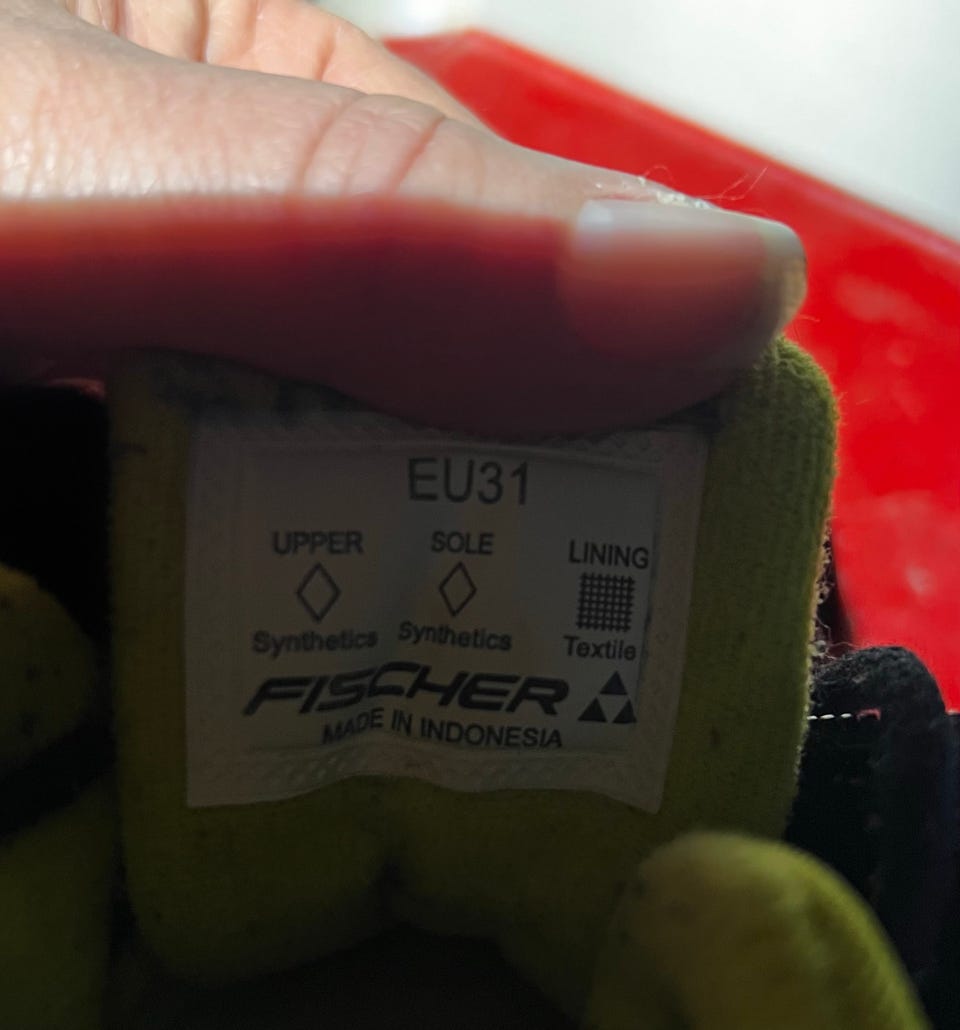 EU31
UPPER SOLE LINING
Synthetics Synthetics Textile
FISCHER
MADE IN INDONESIA